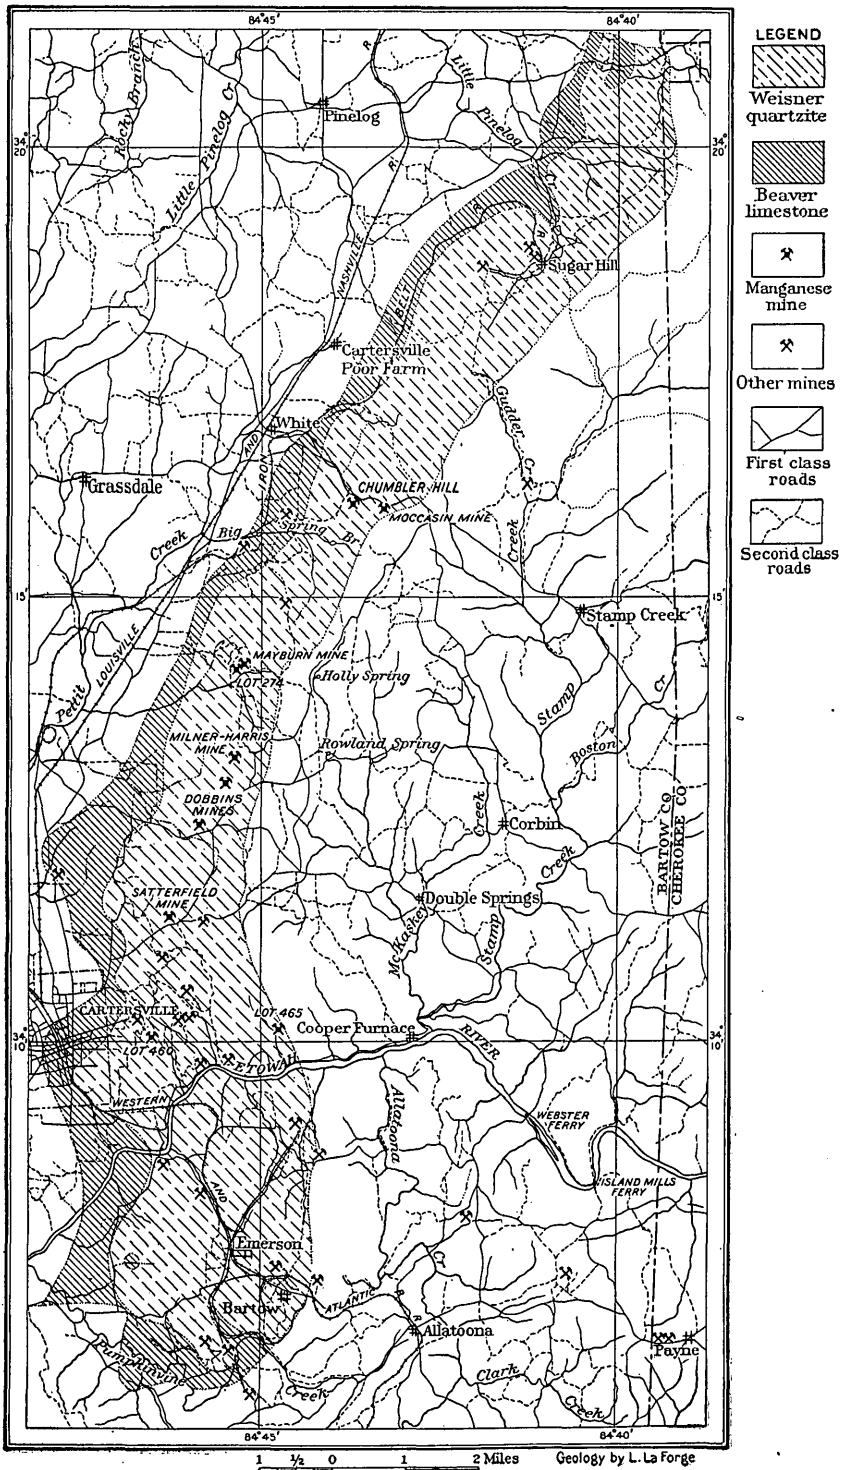 84°45'
84°40'
LEGEND
Weisner
quartzite
Beaver
limestone
Manganese
mine
Other mines
First class
roads
Second class
roads
Rocky Branch
Little Pinelog Cr
Pinelog
R.
Little
Pinelog
Cr
34°
20'
34°
20'
R.
NASHVILLE
R
R
Sugar Hill
BELT
Cartersville
Poor Farm
White
AND
IRON
Gudder
Cr.
Grassdale
CHUMBLER HILL
MOCCASIN MINE
Creek
Big
Spring
Br
Creek
15'
15'
Stamp Creek
LOUISVILLE
Pettit
MAYBURN MINE
LOT 274
Holly Spring
Stamp
Cr
MILNER-HARRIS
MINE
Rowland Spring
Boston
DOBBINS
MINES
Creek
Corbin
BARTOW CO
CHEROKEE CO
Creek
SATTERFIELD
MINE
Double Springs
McKaskey
Stamp
CARTERSVILLE
LOT 465
LOT 460
Cooper Furnace
34°
10'
34°
10'
ETOWAH
RIVER
WESTERN
Allatoona
WEBSTER
FERRY
AND
ISLAND MILLS
FERRY
Emerson
Cr
Bartow
ATLANTIC
R
R
Allatoona
Payne
Pumpkinvine
Creek
Clark
Creek
84°45'
84°40'
1 ½ 0 1 2 Miles
Geology by L. La Forge